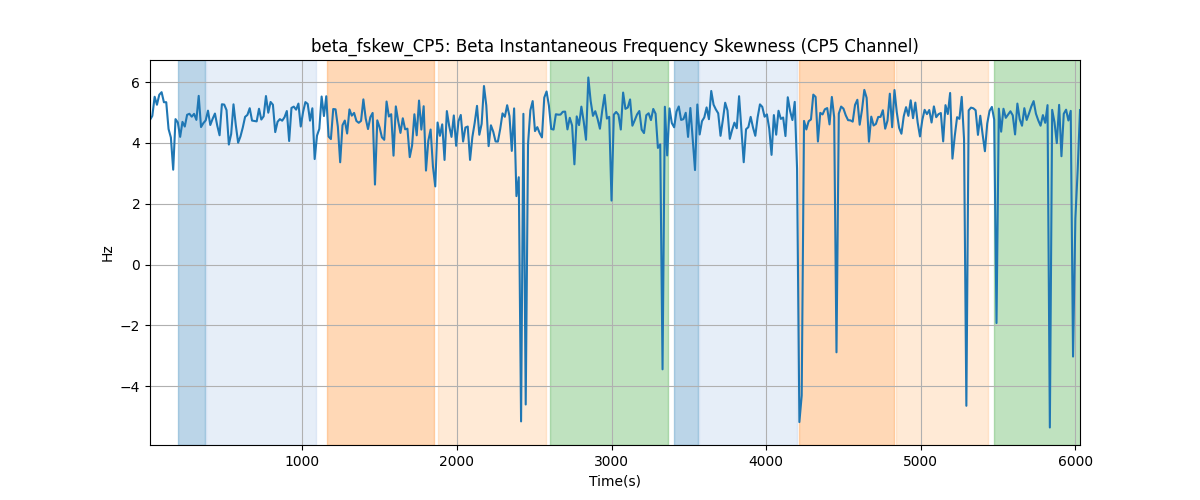 beta_fskew_CP5: Beta Instantaneous Frequency Skewness (CP5 Channel)
6
4
2
0
−2
−4
Hz
1000 2000 3000 4000 5000 6000
Time(s)